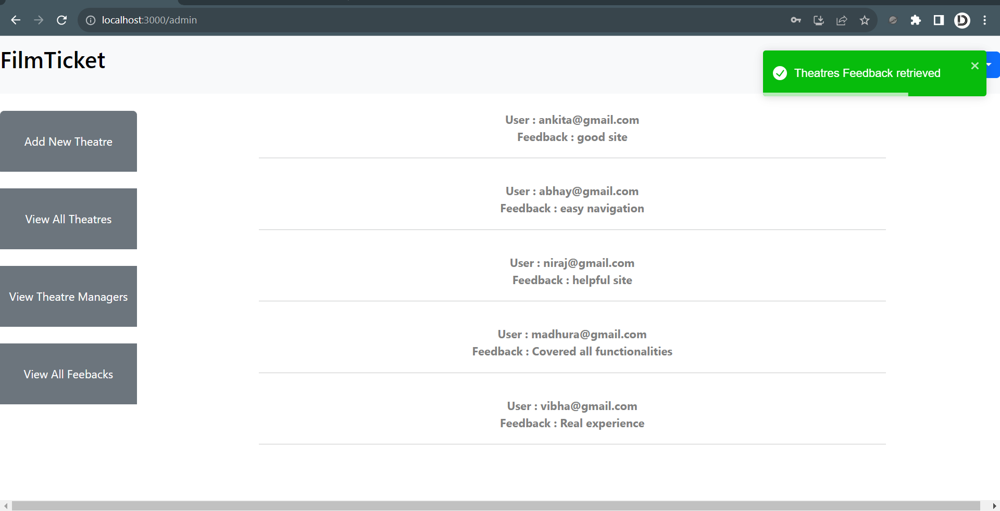 localhost:3000/admin
FilmTicket
Theatres Feedback retrieved
Add New Theatre
View All Theatres
View Theatre Managers
View All Feebacks
User : ankita@gmail.com
Feedback : good site
User : abhay@gmail.com
Feedback : easy navigation
User : niraj@gmail.com
Feedback : helpful site
User : madhura@gmail.com
Feedback : Covered all functionalities
User : vibha@gmail.com
Feedback : Real experience